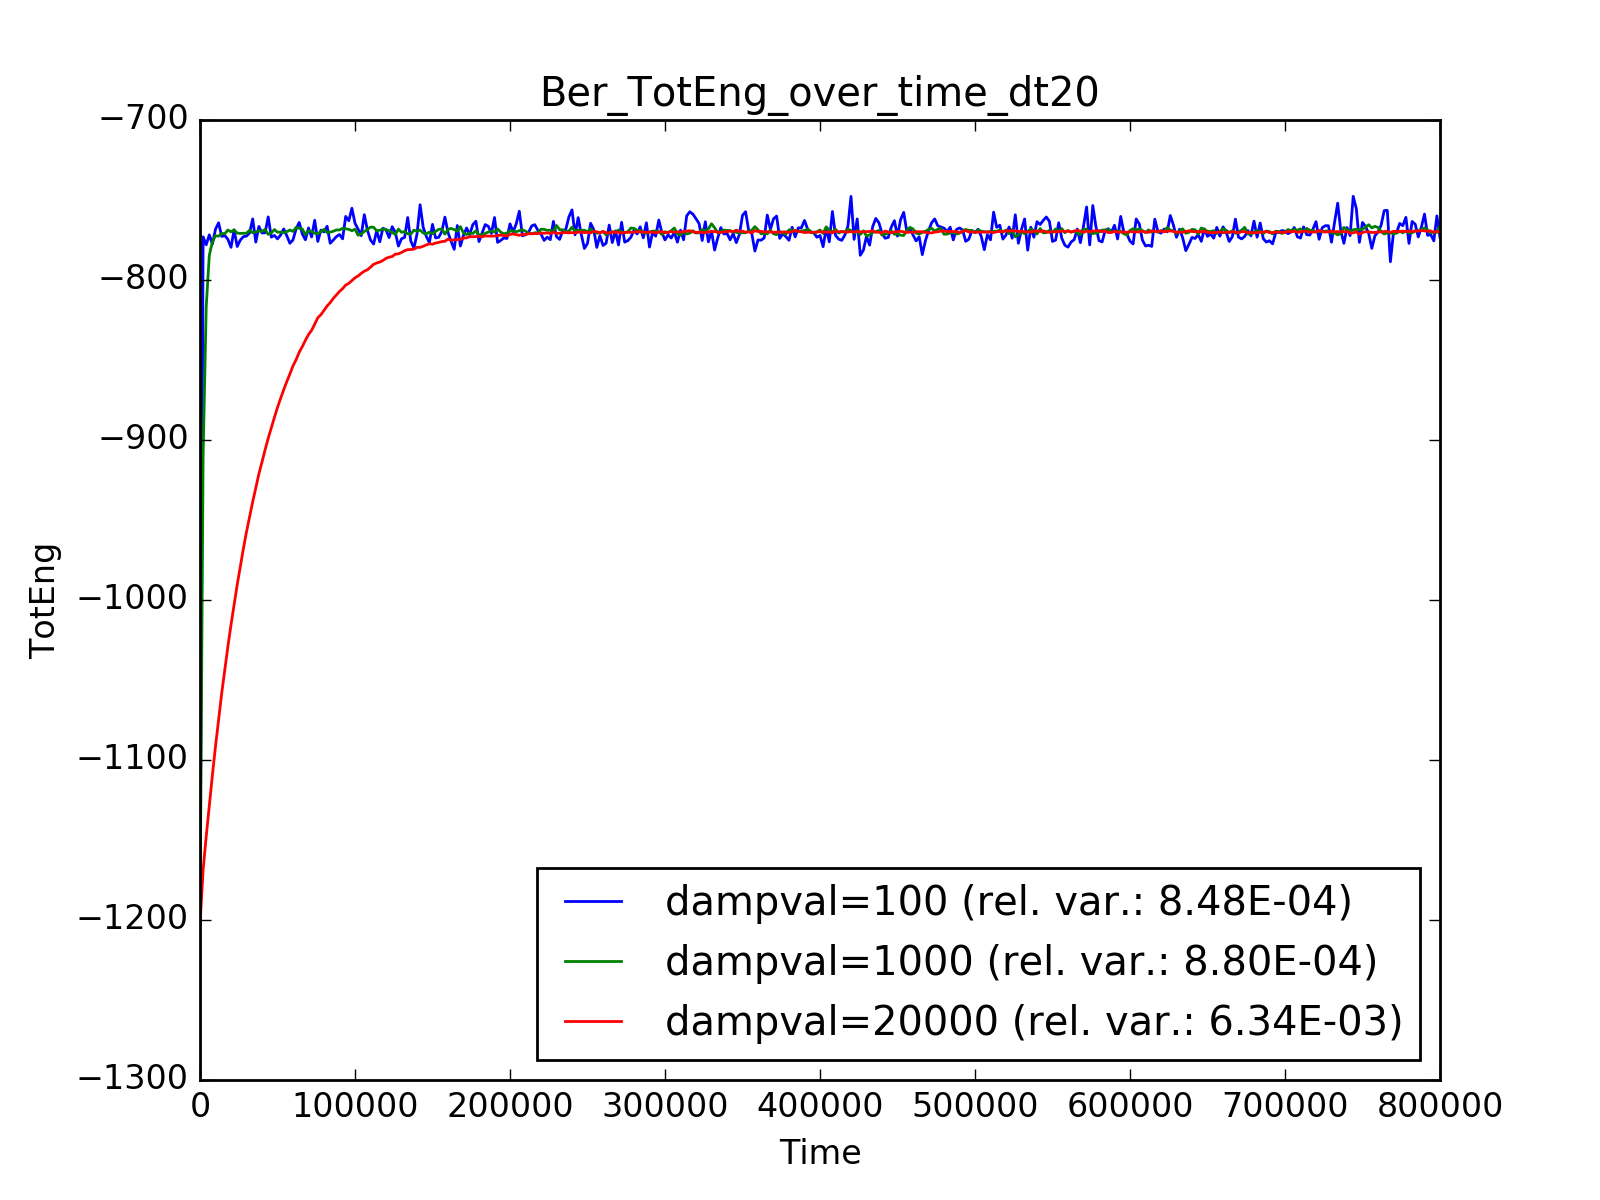 Ber_TotEng_over_time_dt20
−700
−800
−900
−1000
−1100
−1200
−1300
TotEng
dampval=100 (rel. var.: 8.48E-04)
dampval=1000 (rel. var.: 8.80E-04)
dampval=20000 (rel. var.: 6.34E-03)
0 100000 200000 300000 400000 500000 600000 700000 800000
Time